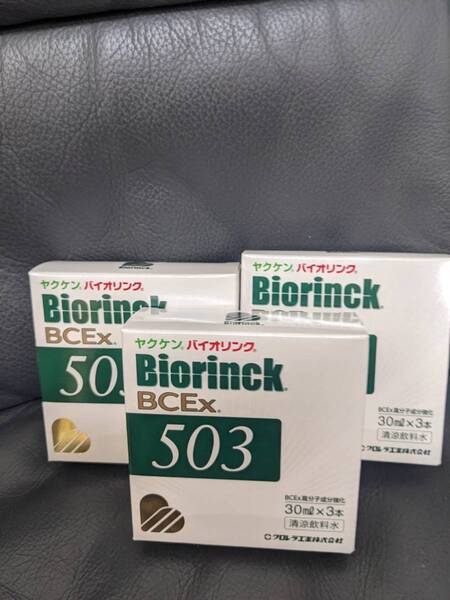 ヤクケン®バイオリンク®
Biorinck®
BCEx®
503
BCEx高分子成分強化
30㎖×3本
清涼飲料水
クロレラ工業株式会社
ヤクケン®バイオリンク®
Biorinck
BCEx®
50
ヤクケン®バイオリンク®
Biorinck®
BCEx高分子成分強化
30㎖×3本
清涼飲料水
クロレラ工業株式会社
Biorinck